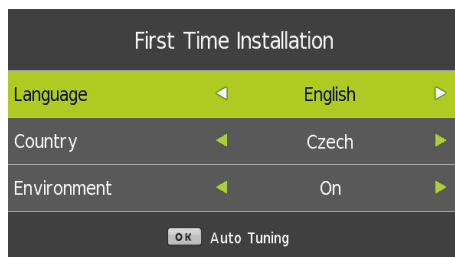 First Time Installation
Language English
Country Czech
Environment On
OK Auto Tuning